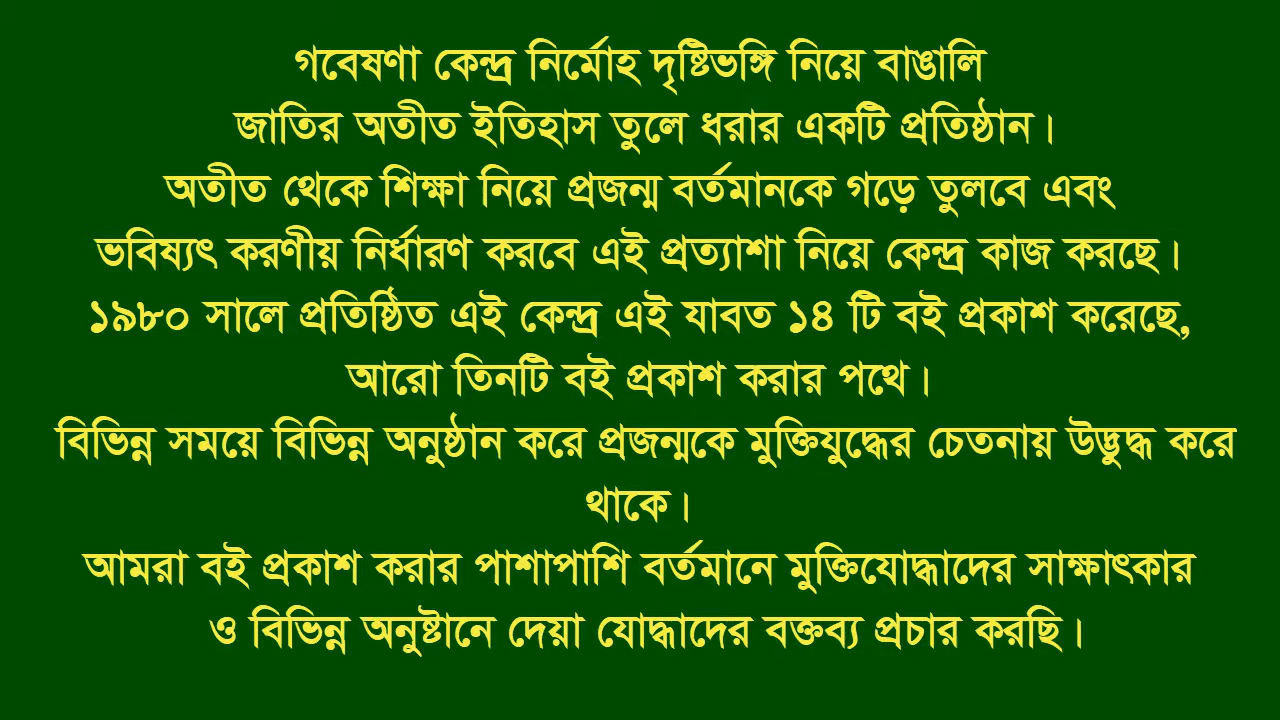 গবেষণা কেন্দ্র নির্মোহ দৃষ্টিভঙ্গি নিয়ে বাঙালি
জাতির অতীত ইতিহাস তুলে ধরার একটি প্রতিষ্ঠান।
অতীত থেকে শিক্ষা নিয়ে প্রজন্ম বর্তমানকে গড়ে তুলবে এবং
ভবিষ্যৎ করণীয় নির্ধারণ করবে এই প্রত্যাশা নিয়ে কেন্দ্র কাজ করছে।
১৯৮০ সালে প্রতিষ্ঠিত এই কেন্দ্র এই যাবত ১৪ টি বই প্রকাশ করেছে,
আরো তিনটি বই প্রকাশ করার পথে।
বিভিন্ন সময়ে বিভিন্ন অনুষ্ঠান করে প্রজন্মকে মুক্তিযুদ্ধের চেতনায় উদ্ভুদ্ধ করে
থাকে।
আমরা বই প্রকাশ করার পাশাপাশি বর্তমানে মুক্তিযোদ্ধাদের সাক্ষাৎকার
ও বিভিন্ন অনুষ্টানে দেয়া যোদ্ধাদের বক্তব্য প্রচার করছি।